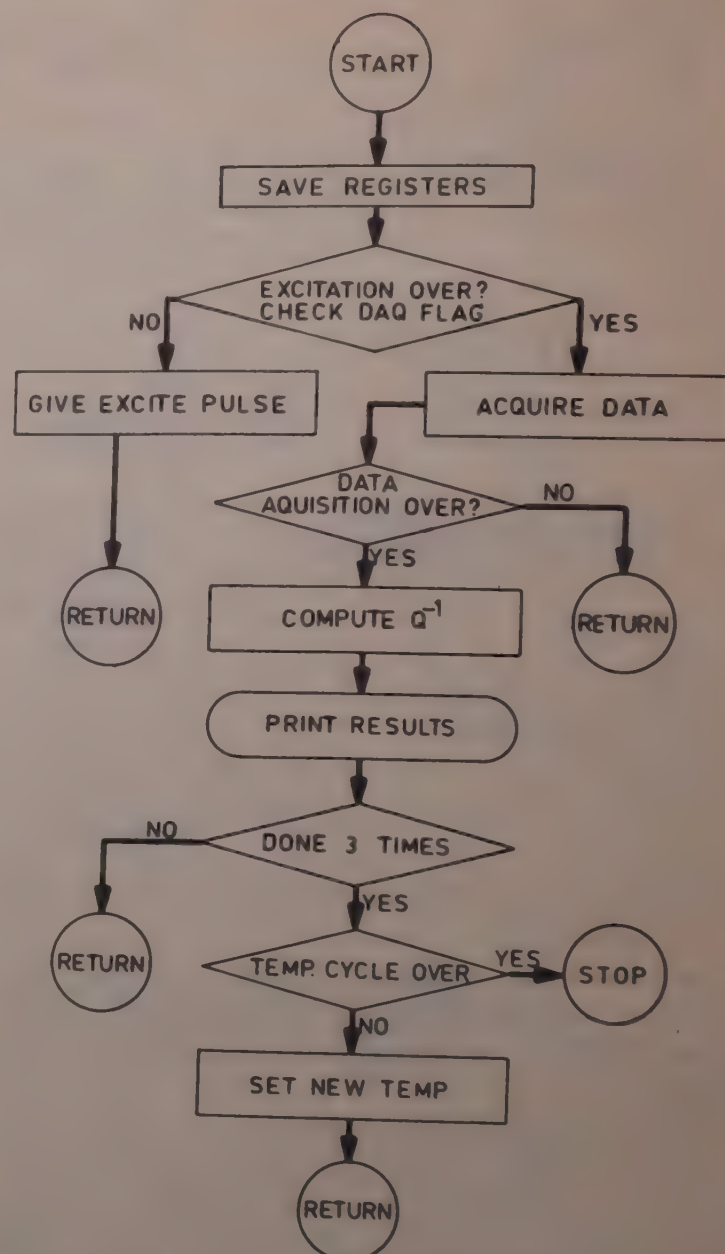 START
SAVE REGISTERS
EXCITATION OVER?
CHECK DAQ FLAG
NO
YES
GIVE EXCITE PULSE
ACQUIRE DATA
DATA
AQUISITION OVER?
NO
YES
RETURN
COMPUTE Q⁻¹
RETURN
PRINT RESULTS
NO
DONE 3 TIMES
YES
RETURN
TEMP. CYCLE OVER
YES
STOP
NO
SET NEW TEMP
RETURN